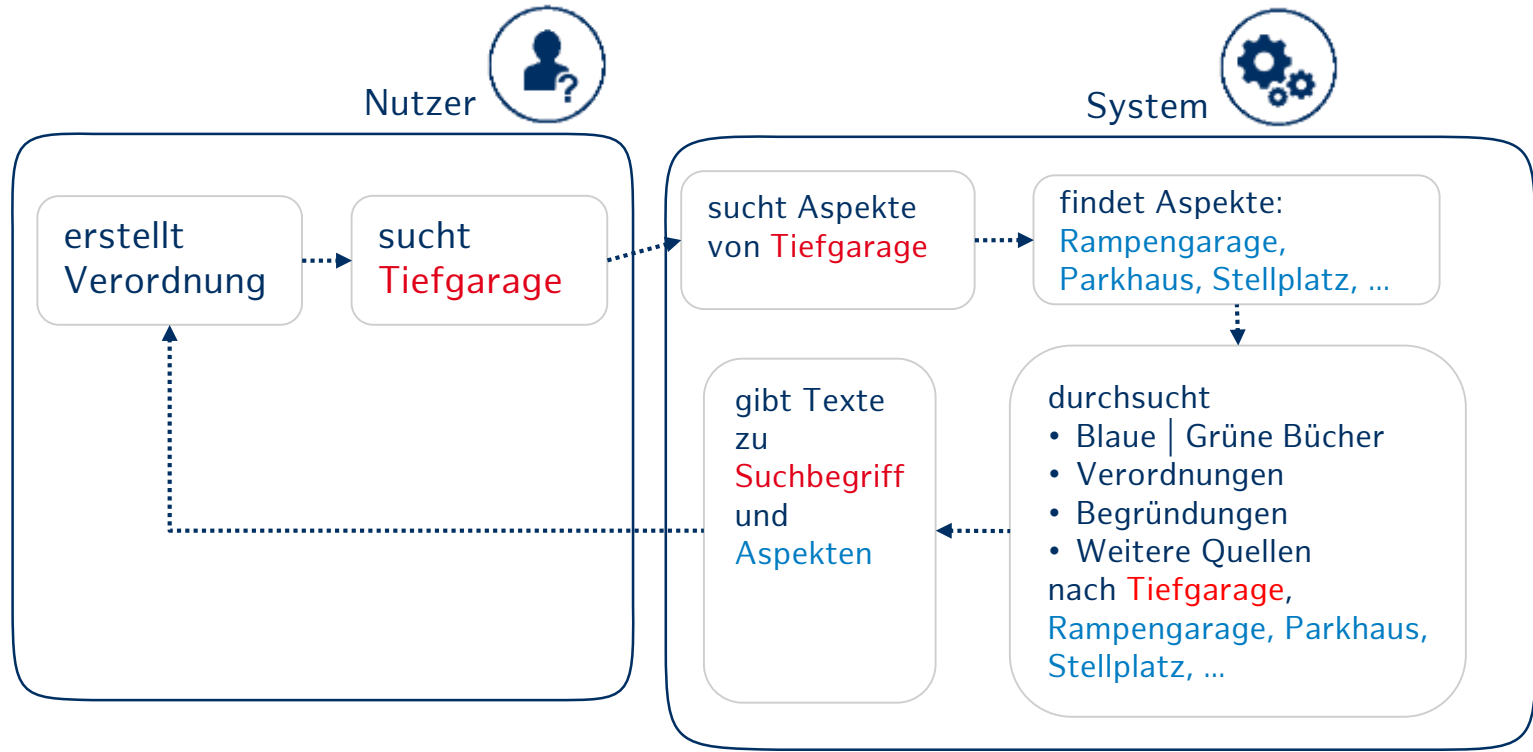 Nutzer
?
System
erstellt
Verordnung
sucht
Tiefgarage
sucht Aspekte
von Tiefgarage
findet Aspekte:
Rampengarage,
Parkhaus, Stellplatz, ...
durchsucht
• Blaue | Grüne Bücher
• Verordnungen
• Begründungen
• Weitere Quellen
nach Tiefgarage,
Rampengarage, Parkhaus,
Stellplatz, ...
gibt Texte
zu
Suchbegriff
und
Aspekten